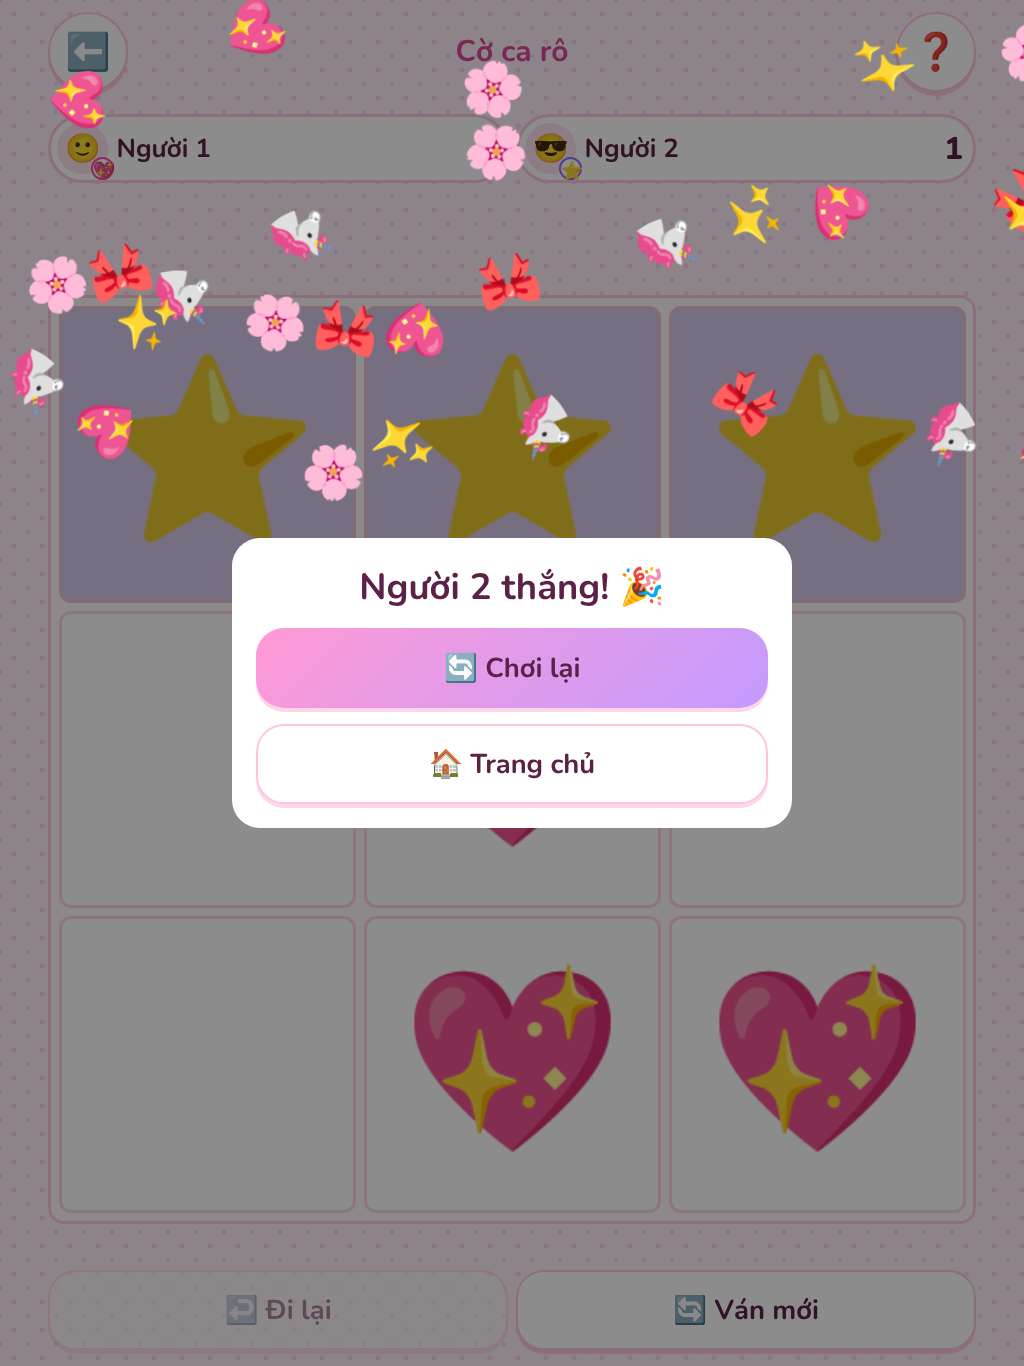 Cờ ca rô
Người 1
Người 2
1
Người 2 thắng!
Chơi lại
Trang chủ
Đi lại
Ván mới